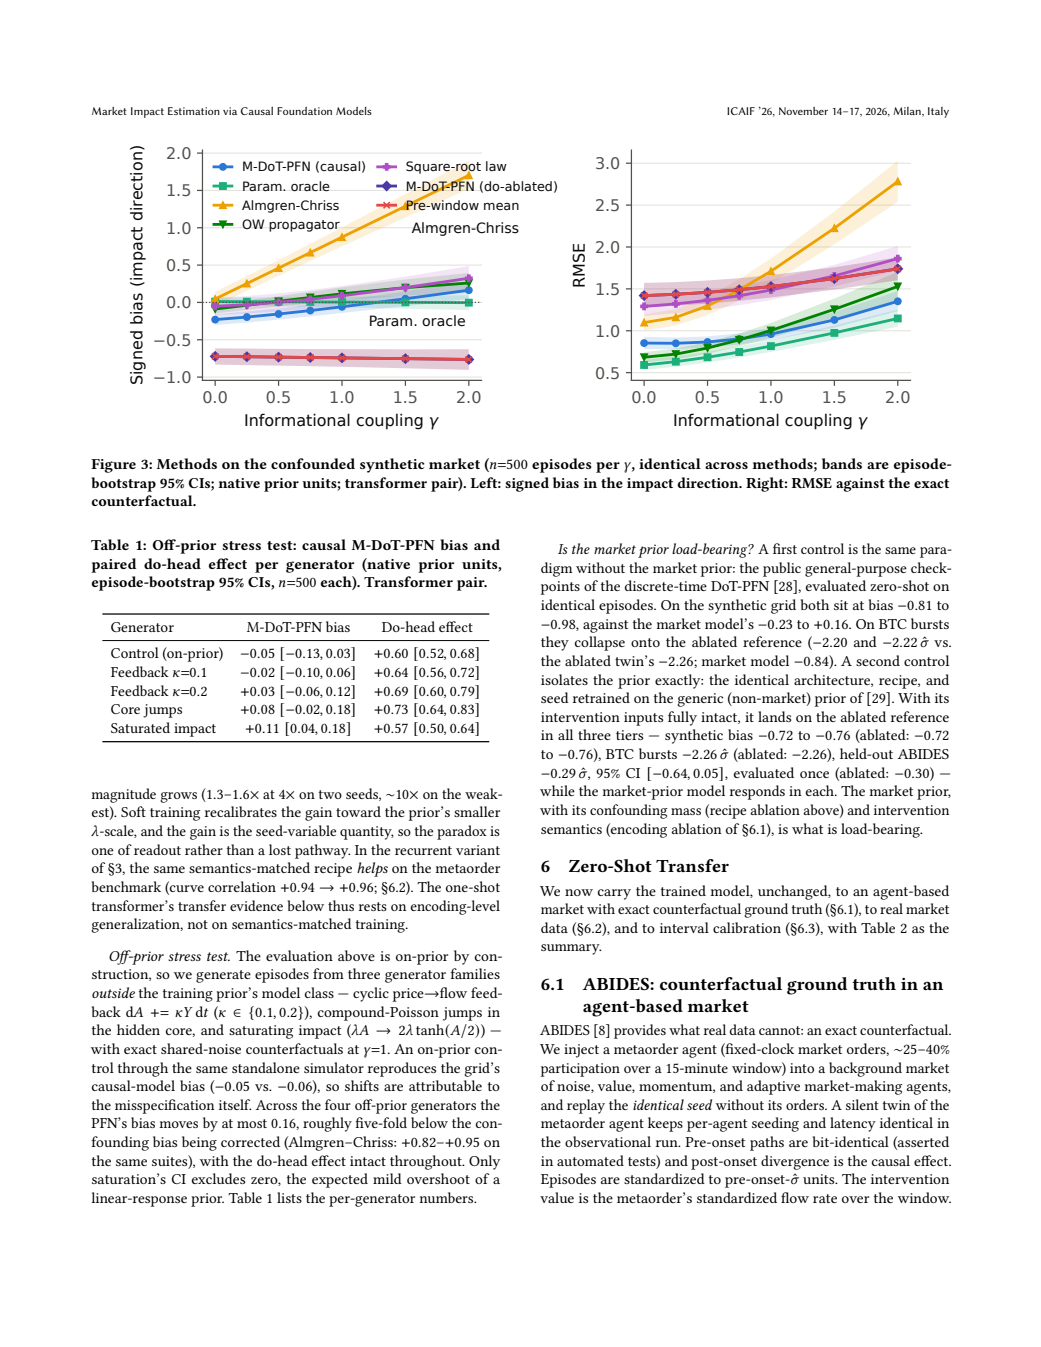 Market Impact Estimation via Causal Foundation Models
ICAIF ’26, November 14–17, 2026, Milan, Italy
Signed bias (impact direction)
2.0
1.5
1.0
0.5
0.0
−0.5
−1.0
M-DoT-PFN (causal)
Param. oracle
Almgren-Chriss
OW propagator
Square-root law
M-DoT-PFN (do-ablated)
Pre-window mean
Almgren-Chriss
Param. oracle
0.0 0.5 1.0 1.5 2.0
Informational coupling γ
RMSE
3.0
2.5
2.0
1.5
1.0
0.5
0.0 0.5 1.0 1.5 2.0
Informational coupling γ
Figure 3: Methods on the confounded synthetic market (n=500 episodes per γ, identical across methods; bands are episode-
bootstrap 95% CIs; native prior units; transformer pair). Left: signed bias in the impact direction. Right: RMSE against the exact
counterfactual.
Table 1: Off-prior stress test: causal M-DoT-PFN bias and
paired do-head effect per generator (native prior units,
episode-bootstrap 95% CIs, n=500 each). Transformer pair.
Generator M-DoT-PFN bias Do-head effect
Control (on-prior) −0.05 [−0.13, 0.03] +0.60 [0.52, 0.68]
Feedback κ=0.1 −0.02 [−0.10, 0.06] +0.64 [0.56, 0.72]
Feedback κ=0.2 +0.03 [−0.06, 0.12] +0.69 [0.60, 0.79]
Core jumps +0.08 [−0.02, 0.18] +0.73 [0.64, 0.83]
Saturated impact +0.11 [0.04, 0.18] +0.57 [0.50, 0.64]
magnitude grows (1.3–1.6× at 4× on two seeds, ~10× on the weak-
est). Soft training recalibrates the gain toward the prior’s smaller
λ-scale, and the gain is the seed-variable quantity, so the paradox is
one of readout rather than a lost pathway. In the recurrent variant
of §3, the same semantics-matched recipe helps on the metaorder
benchmark (curve correlation +0.94 → +0.96; §6.2). The one-shot
transformer’s transfer evidence below thus rests on encoding-level
generalization, not on semantics-matched training.
Off-prior stress test. The evaluation above is on-prior by con-
struction, so we generate episodes from three generator families
outside the training prior’s model class — cyclic price→flow feed-
back dA += κY dt (κ ∈ {0.1, 0.2}), compound-Poisson jumps in
the hidden core, and saturating impact (λA → 2λ tanh(A/2)) —
with exact shared-noise counterfactuals at γ=1. An on-prior con-
trol through the same standalone simulator reproduces the grid’s
causal-model bias (−0.05 vs. −0.06), so shifts are attributable to
the misspecification itself. Across the four off-prior generators the
PFN’s bias moves by at most 0.16, roughly five-fold below the con-
founding bias being corrected (Almgren–Chriss: +0.82–+0.95 on
the same suites), with the do-head effect intact throughout. Only
saturation’s CI excludes zero, the expected mild overshoot of a
linear-response prior. Table 1 lists the per-generator numbers.
Is the market prior load-bearing? A first control is the same para-
digm without the market prior: the public general-purpose check-
points of the discrete-time DoT-PFN [28], evaluated zero-shot on
identical episodes. On the synthetic grid both sit at bias −0.81 to
−0.98, against the market model’s −0.23 to +0.16. On BTC bursts
they collapse onto the ablated reference (−2.20 and −2.22 σ̂ vs.
the ablated twin’s −2.26; market model −0.84). A second control
isolates the prior exactly: the identical architecture, recipe, and
seed retrained on the generic (non-market) prior of [29]. With its
intervention inputs fully intact, it lands on the ablated reference
in all three tiers — synthetic bias −0.72 to −0.76 (ablated: −0.72
to −0.76), BTC bursts −2.26 σ̂ (ablated: −2.26), held-out ABIDES
−0.29 σ̂, 95% CI [−0.64, 0.05], evaluated once (ablated: −0.30) —
while the market-prior model responds in each. The market prior,
with its confounding mass (recipe ablation above) and intervention
semantics (encoding ablation of §6.1), is what is load-bearing.
6 Zero-Shot Transfer
We now carry the trained model, unchanged, to an agent-based
market with exact counterfactual ground truth (§6.1), to real market
data (§6.2), and to interval calibration (§6.3), with Table 2 as the
summary.
6.1 ABIDES: counterfactual ground truth in an
agent-based market
ABIDES [8] provides what real data cannot: an exact counterfactual.
We inject a metaorder agent (fixed-clock market orders, ~25–40%
participation over a 15-minute window) into a background market
of noise, value, momentum, and adaptive market-making agents,
and replay the identical seed without its orders. A silent twin of the
metaorder agent keeps per-agent seeding and latency identical in
the observational run. Pre-onset paths are bit-identical (asserted
in automated tests) and post-onset divergence is the causal effect.
Episodes are standardized to pre-onset-σ̂ units. The intervention
value is the metaorder’s standardized flow rate over the window.